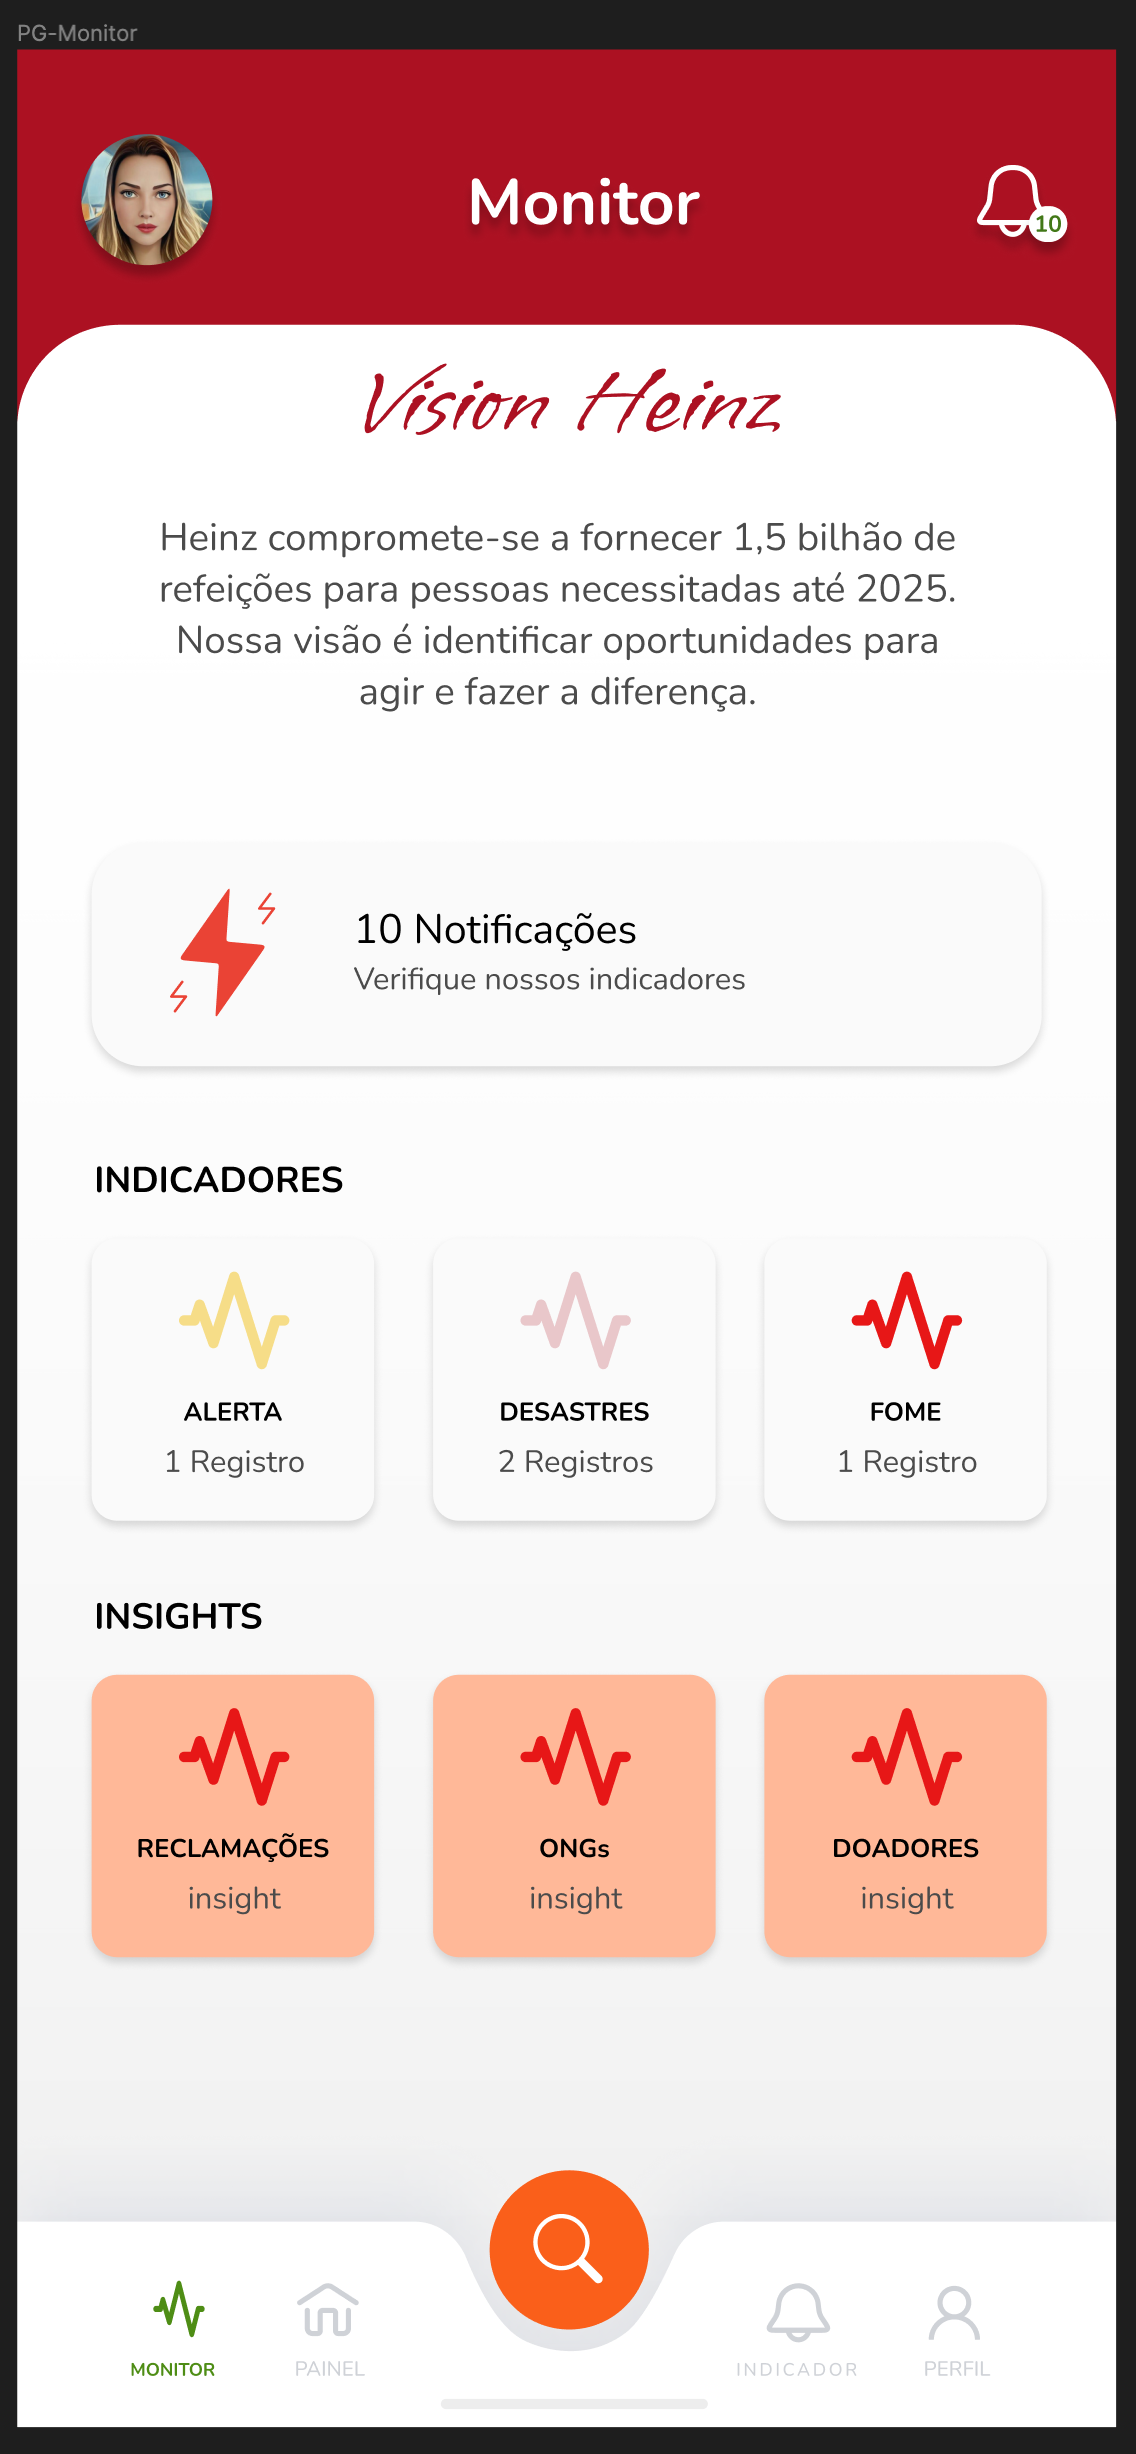 PG-Monitor
Monitor
10
Vision Heinz
Heinz compromete-se a fornecer 1,5 bilhão de
refeições para pessoas necessitadas até 2025.
Nossa visão é identificar oportunidades para
agir e fazer a diferença.
10 Notificações
Verifique nossos indicadores
INDICADORES
ALERTA
1 Registro
DESASTRES
2 Registros
FOME
1 Registro
INSIGHTS
RECLAMAÇÕES
insight
ONGs
insight
DOADORES
insight
MONITOR
PAINEL
INDICADOR
PERFIL